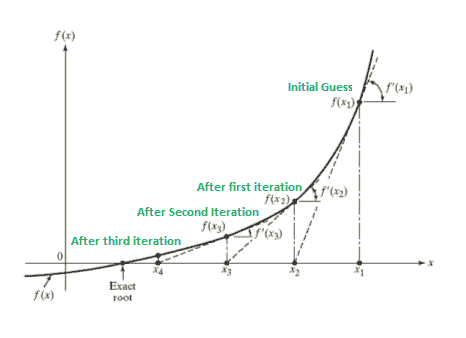 f(x)
Initial Guess
f'(x₁)
f(x₁)
After first iteration
f'(x₂)
f(x₂)
After Second Iteration
f(x₃)
f'(x₃)
After third iteration
0
x₄
x₃
x₂
x₁
x
Exact
root
f(x)